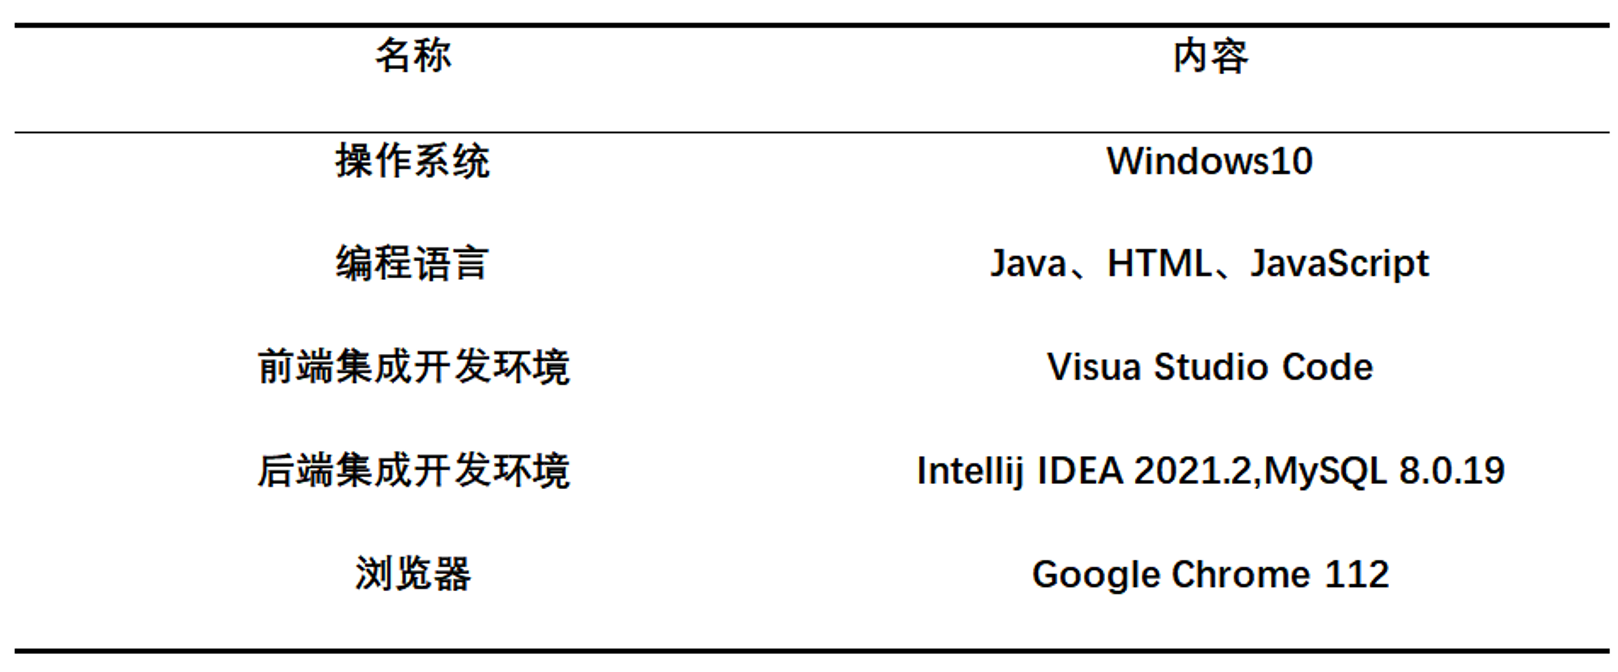 名称 内容
操作系统 Windows10
编程语言 Java、HTML、JavaScript
前端集成开发环境 Visua Studio Code
后端集成开发环境 Intellij IDEA 2021.2,MySQL 8.0.19
浏览器 Google Chrome 112